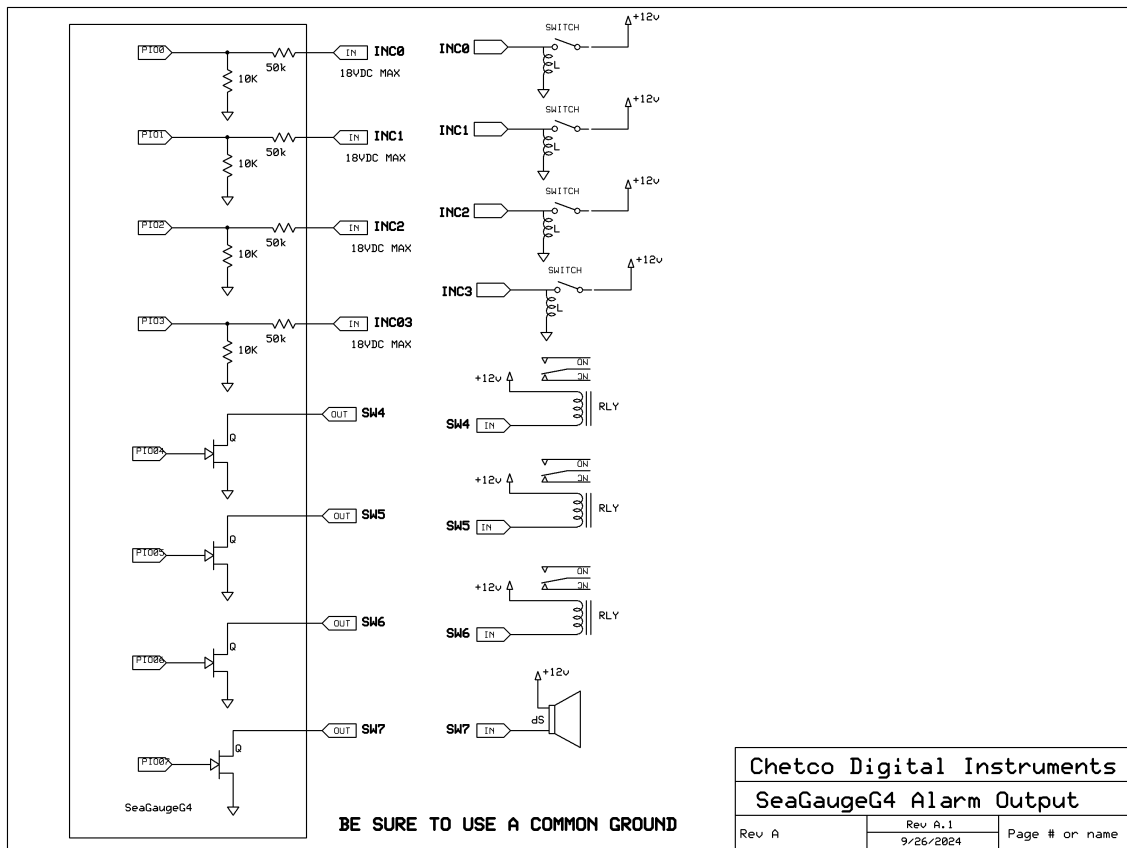 PIO0
50k
IN
INC0
10K
18VDC MAX
PIO1
50k
IN
INC1
10K
18VDC MAX
PIO2
50k
IN
INC2
10K
18VDC MAX
PIO3
50k
IN
INC03
10K
18VDC MAX
OUT
SW4
Q
PIO04
OUT
SW5
Q
PIO05
OUT
SW6
Q
PIO06
OUT
SW7
Q
PIO07
SeaGaugeG4
INC0
SWITCH
+12v
L
INC1
SWITCH
+12v
L
INC2
SWITCH
+12v
L
INC3
SWITCH
+12v
L
+12v
NO
NC
RLY
SW4
IN
+12v
NO
NC
RLY
SW5
IN
+12v
NO
NC
RLY
SW6
IN
+12v
SP
SW7
IN
BE SURE TO USE A COMMON GROUND
Chetco Digital Instruments
SeaGaugeG4 Alarm Output
Rev A
Rev A.1
9/26/2024
Page # or name